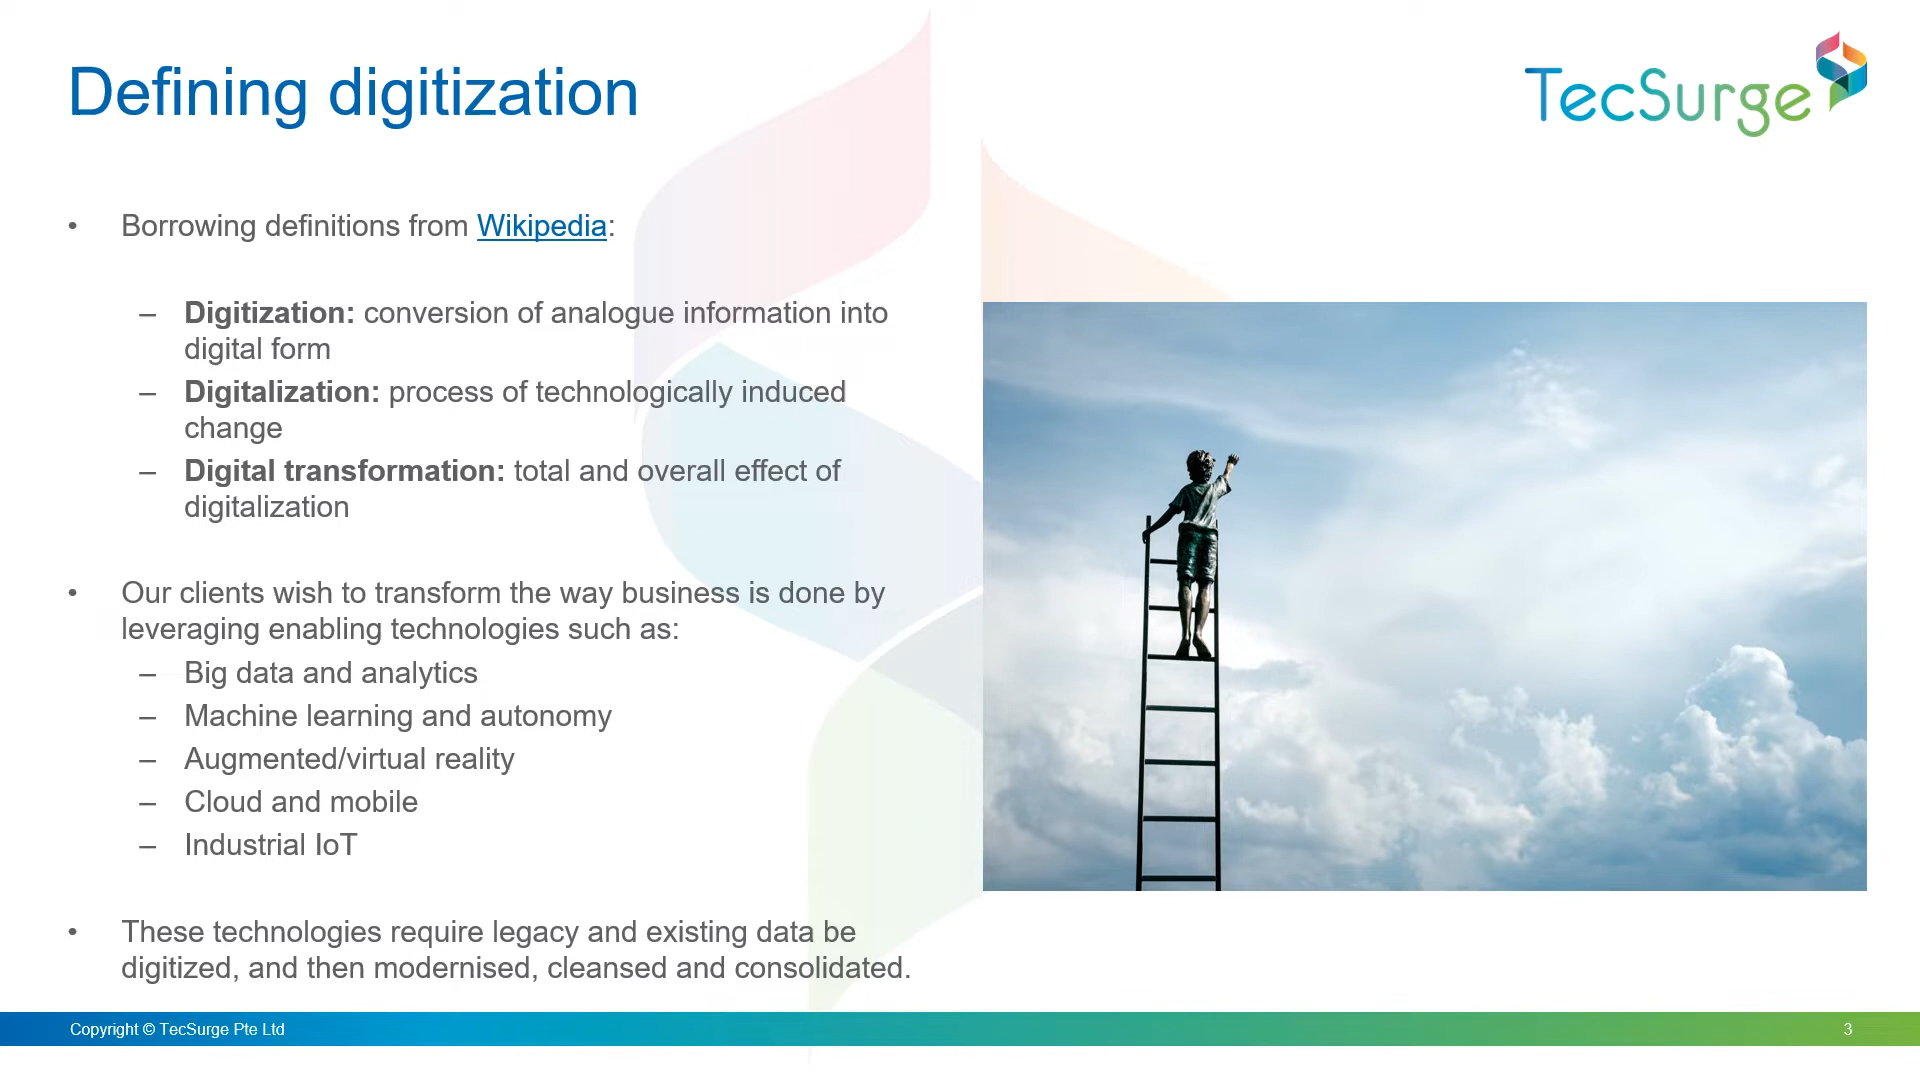 Defining digitization
TecSurge
• Borrowing definitions from Wikipedia:
– Digitization: conversion of analogue information into
digital form
– Digitalization: process of technologically induced
change
– Digital transformation: total and overall effect of
digitalization
• Our clients wish to transform the way business is done by
leveraging enabling technologies such as:
– Big data and analytics
– Machine learning and autonomy
– Augmented/virtual reality
– Cloud and mobile
– Industrial IoT
• These technologies require legacy and existing data be
digitized, and then modernised, cleansed and consolidated.
Copyright © TecSurge Pte Ltd
3